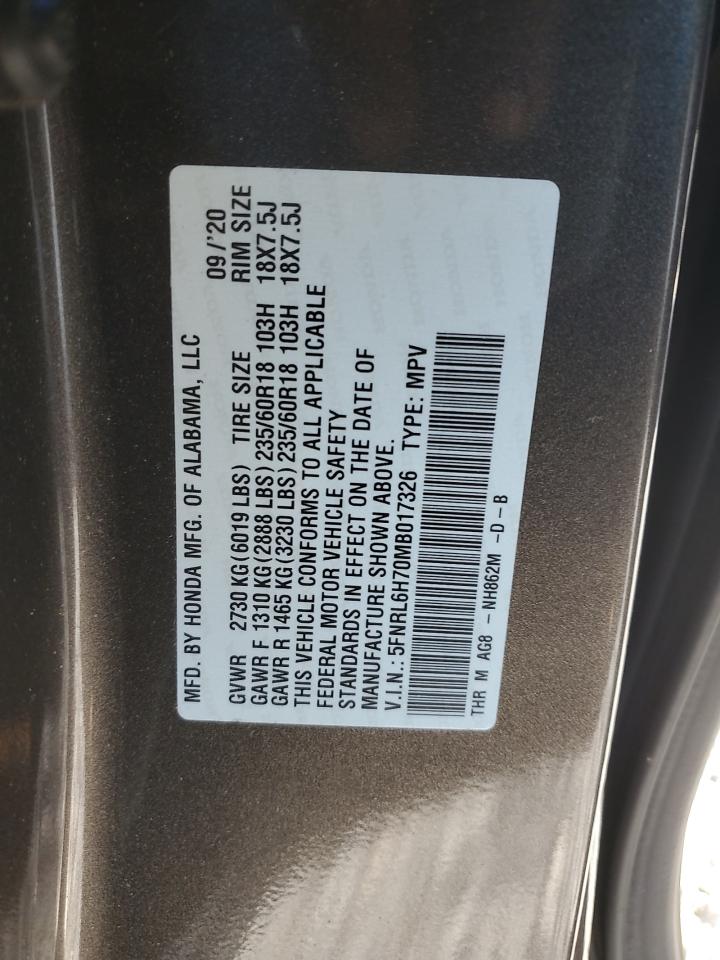 MFD. BY HONDA MFG. OF ALABAMA, LLC 09/'20
GVWR 2730 KG (6019 LBS) TIRE SIZE RIM SIZE
GAWR F 1310 KG (2888 LBS) 235/60R18 103H 18X7.5J
GAWR R 1465 KG (3230 LBS) 235/60R18 103H 18X7.5J
THIS VEHICLE CONFORMS TO ALL APPLICABLE
FEDERAL MOTOR VEHICLE SAFETY
STANDARDS IN EFFECT ON THE DATE OF
MANUFACTURE SHOWN ABOVE.
V.I.N.: 5FNRL6H70MB017326 TYPE: MPV
THR M AG8 - NH862M -D-B